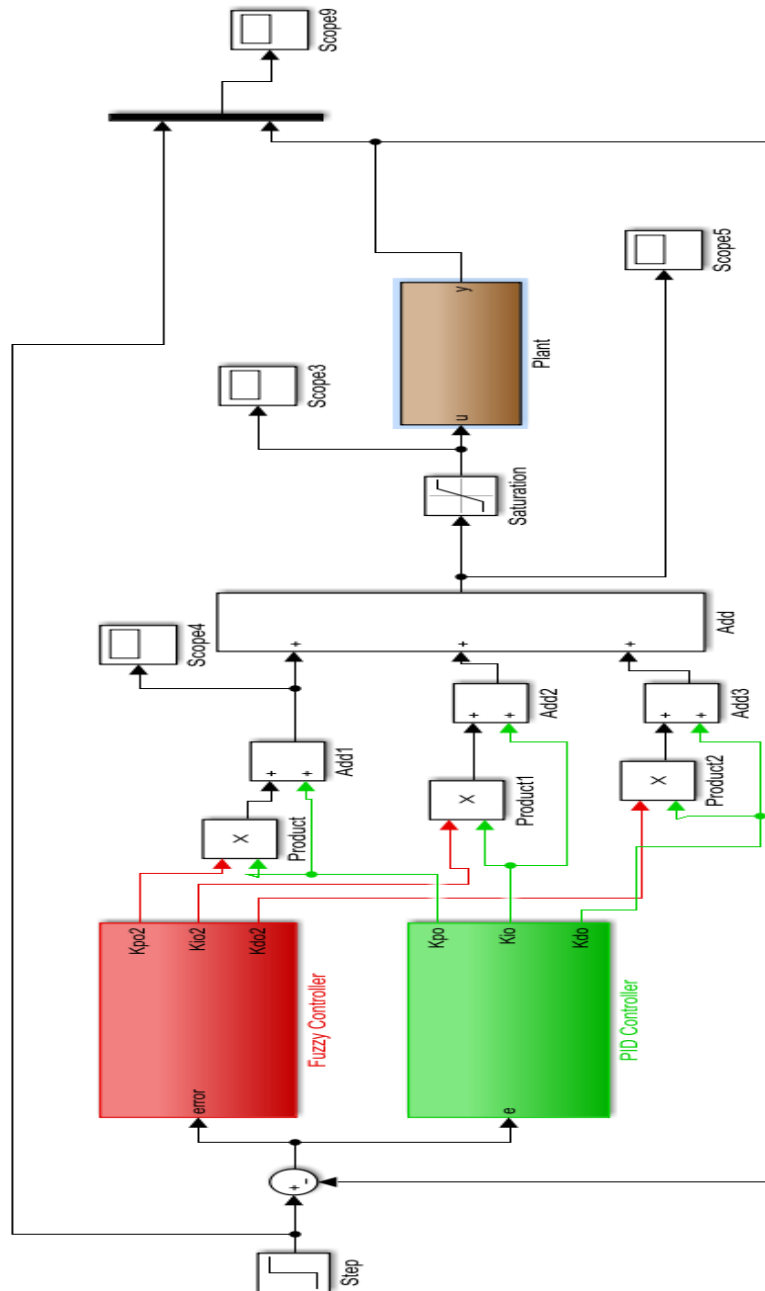 Step
+
-
error
Kpo2
Kio2
Kdo2
Fuzzy Controller
e
Kpo
Kio
Kdo
PID Controller
X
Product
X
Product1
X
Product2
+
+
Add1
+
+
Add2
+
+
Add3
Scope4
+
+
+
Add
Saturation
Scope3
u
y
Plant
Scope5
Scope9